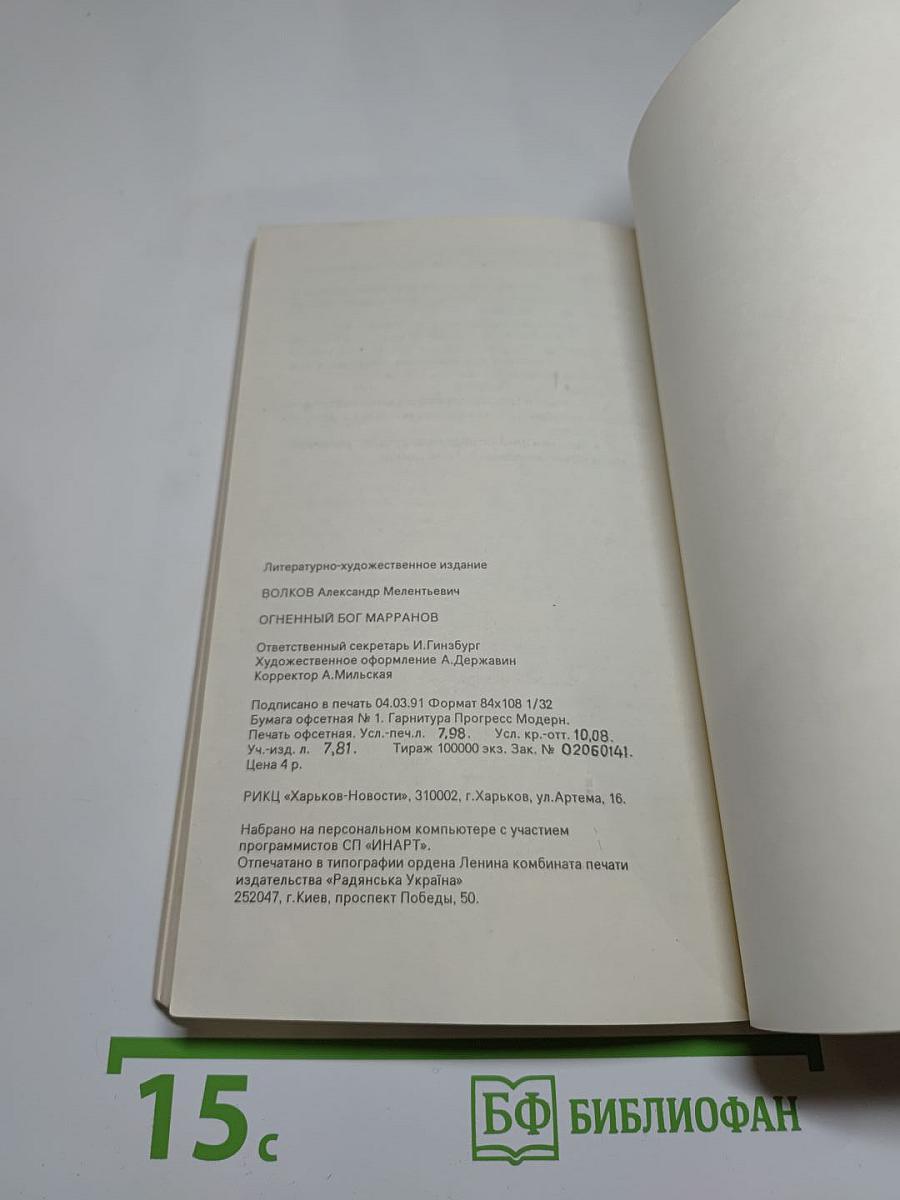 Литературно-художественное издание
ВОЛКОВ Александр Мелентьевич
ОГНЕННЫЙ БОГ МАРРАНОВ
Ответственный секретарь И.Гинзбург
Художественное оформление А.Державин
Корректор А.Мильская
Подписано в печать 04.03.91 Формат 84х108 1/32
Бумага офсетная № 1. Гарнитура Прогресс Модерн.
Печать офсетная. Усл.-печ.л. 7,98. Усл. кр.-отт. 10,08.
Уч.-изд. л. 7,81. Тираж 100000 экз. Зак. № 02060141.
Цена 4 р.
РИКЦ «Харьков-Новости», 310002, г.Харьков, ул.Артема, 16.
Набрано на персональном компьютере с участием
программистов СП «ИНАРТ».
Отпечатано в типографии ордена Ленина комбината печати
издательства «Радянська Україна»
252047, г.Киев, проспект Победы, 50.
15 с
БФ БИБЛИОФАН